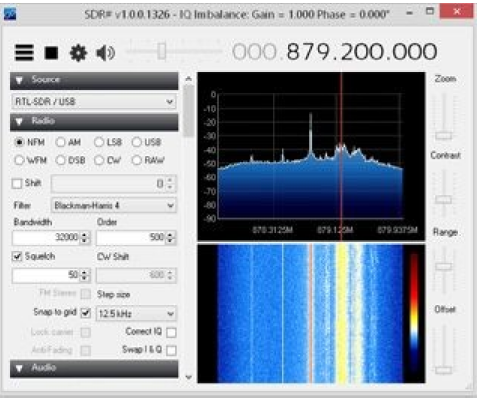 SDR# v1.0.0.1326 - IQ Imbalance: Gain = 1.000 Phase = 0.000°
000.879.200.000
Source
RTL-SDR / USB
Radio
NFM AM LSB USB
WFM DSB CW RAW
Shift 0
Filter Blackman-Harris 4
Bandwidth Order
32000 500
Squelch CW Shift
50 600
FM Stereo Step size
Snap to grid 12.5 kHz
Lock carrier Correct IQ
Anti-Fading Swap I & Q
Audio
0
-10
-20
-30
-40
-50
-60
-70
-80
-90
878.3125M 879.125M 879.9375M
Zoom
Contrast
Range
Offset